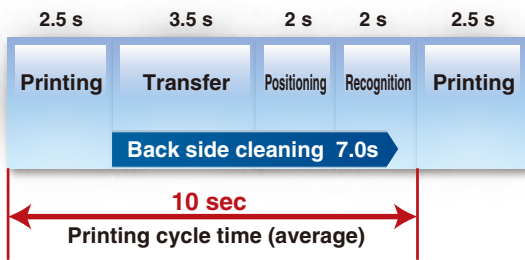 2.5 s 3.5 s 2 s 2 s 2.5 s
Printing Transfer Positioning Recognition Printing
Back side cleaning 7.0s
10 sec
Printing cycle time (average)